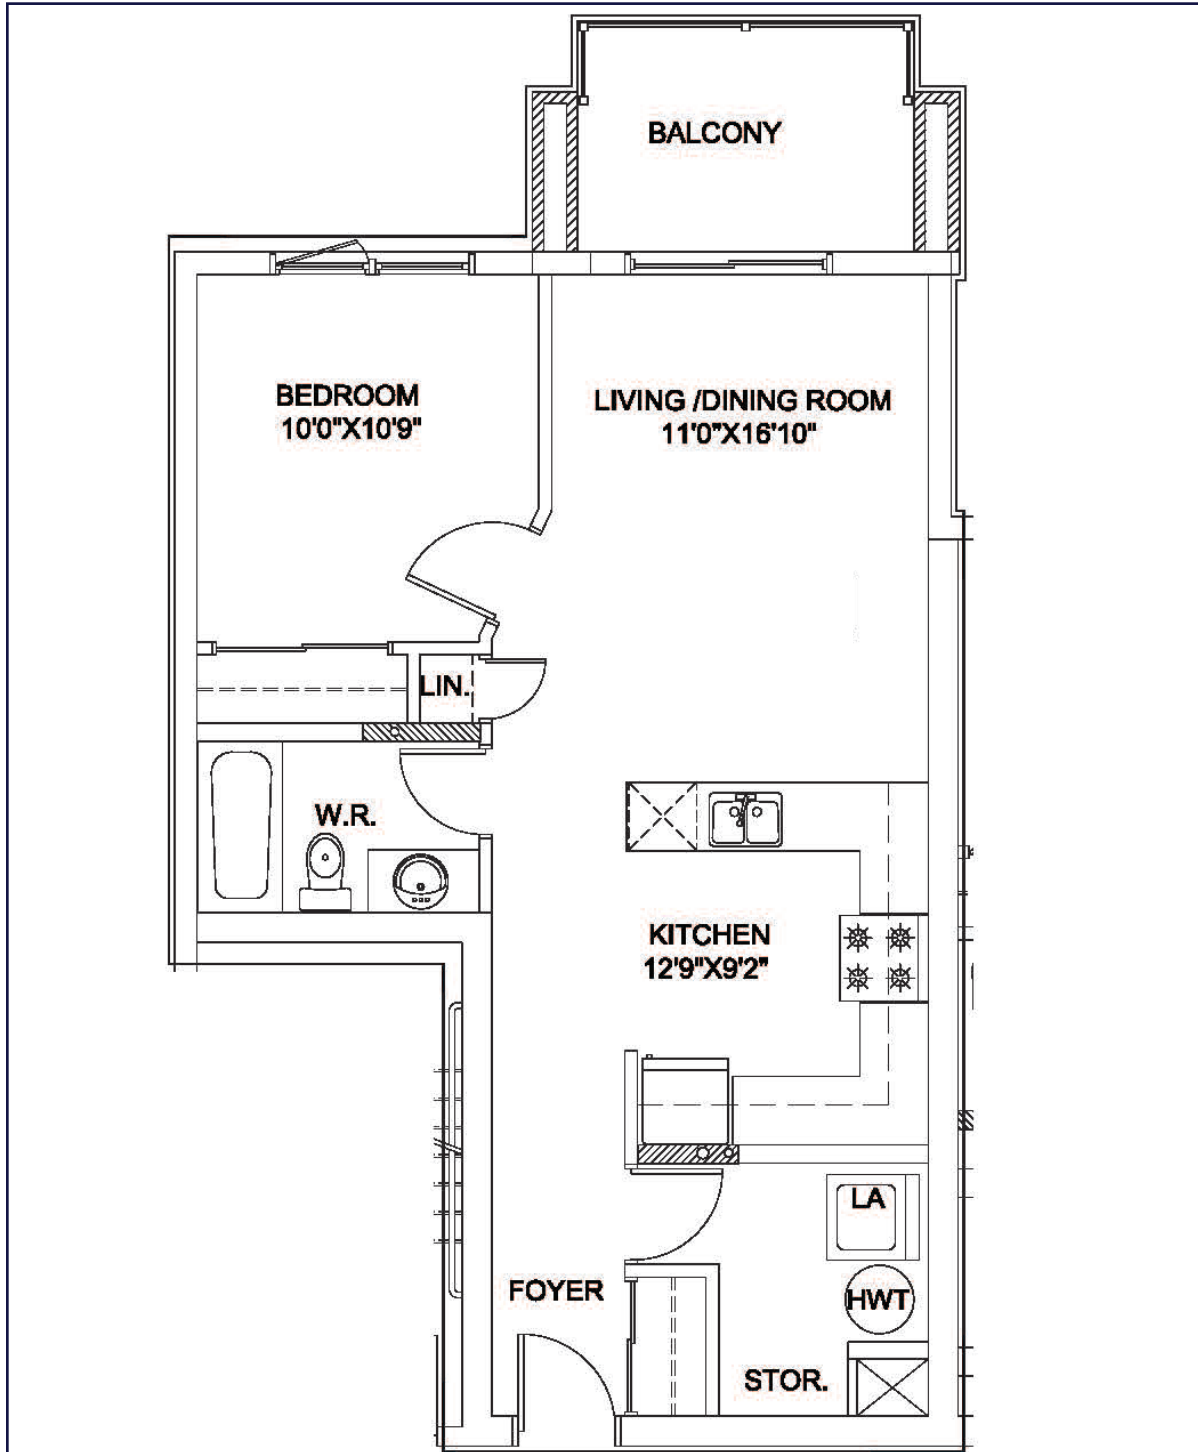 BALCONY
BEDROOM
10'0"X10'9"
LIVING /DINING ROOM
11'0"X16'10"
LIN.
W.R.
KITCHEN
12'9"X9'2"
LA
FOYER
HWT
STOR.